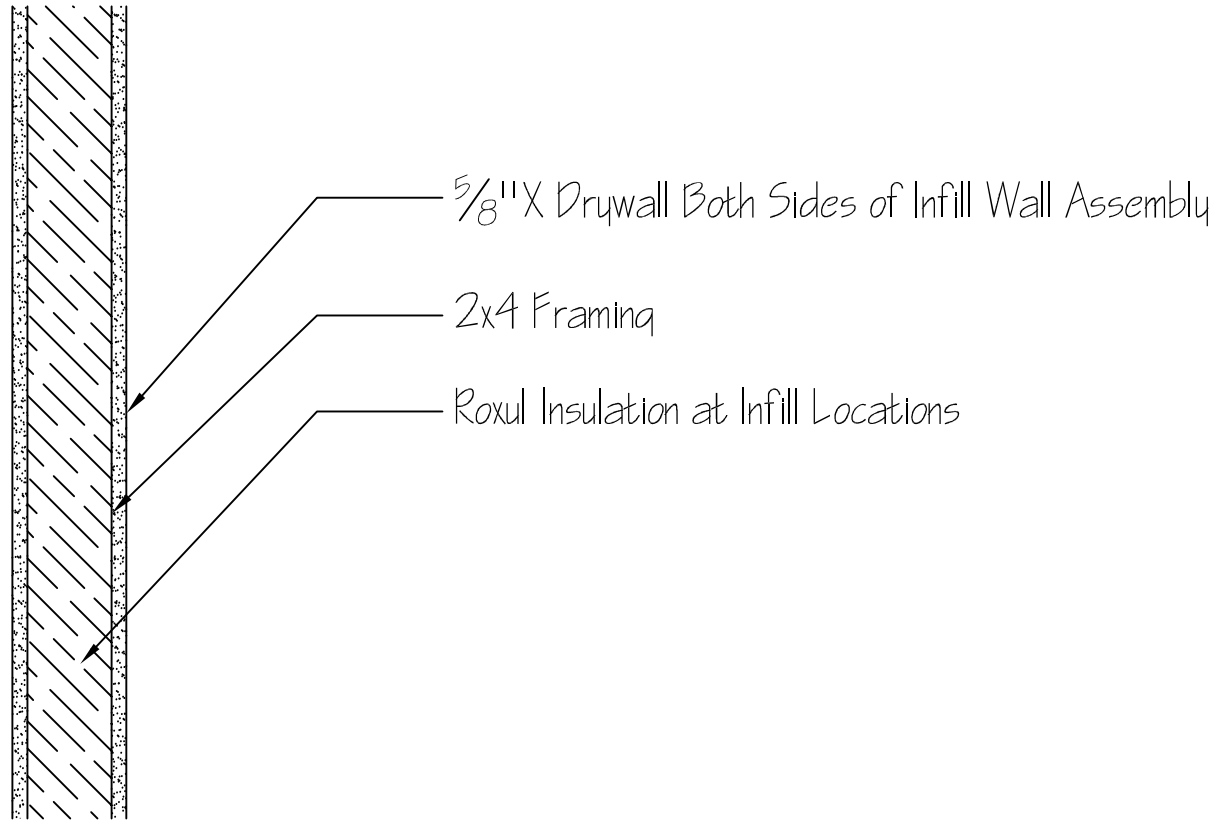 5/8"X Drywall Both Sides of Infill Wall Assembly
2x4 Framing
Roxul Insulation at Infill Locations